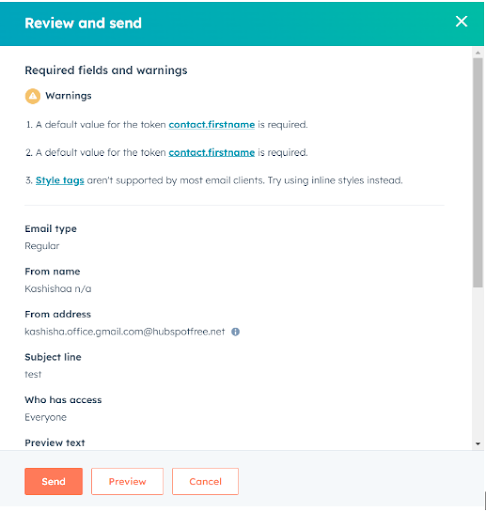 Review and send
Required fields and warnings
Warnings
1. A default value for the token contact.firstname is required.
2. A default value for the token contact.firstname is required.
3. Style tags aren't supported by most email clients. Try using inline styles instead.
Email type
Regular
From name
Kashishaa n/a
From address
kashisha.office.gmail.com@hubspotfree.net
Subject line
test
Who has access
Everyone
Preview text
Send Preview Cancel